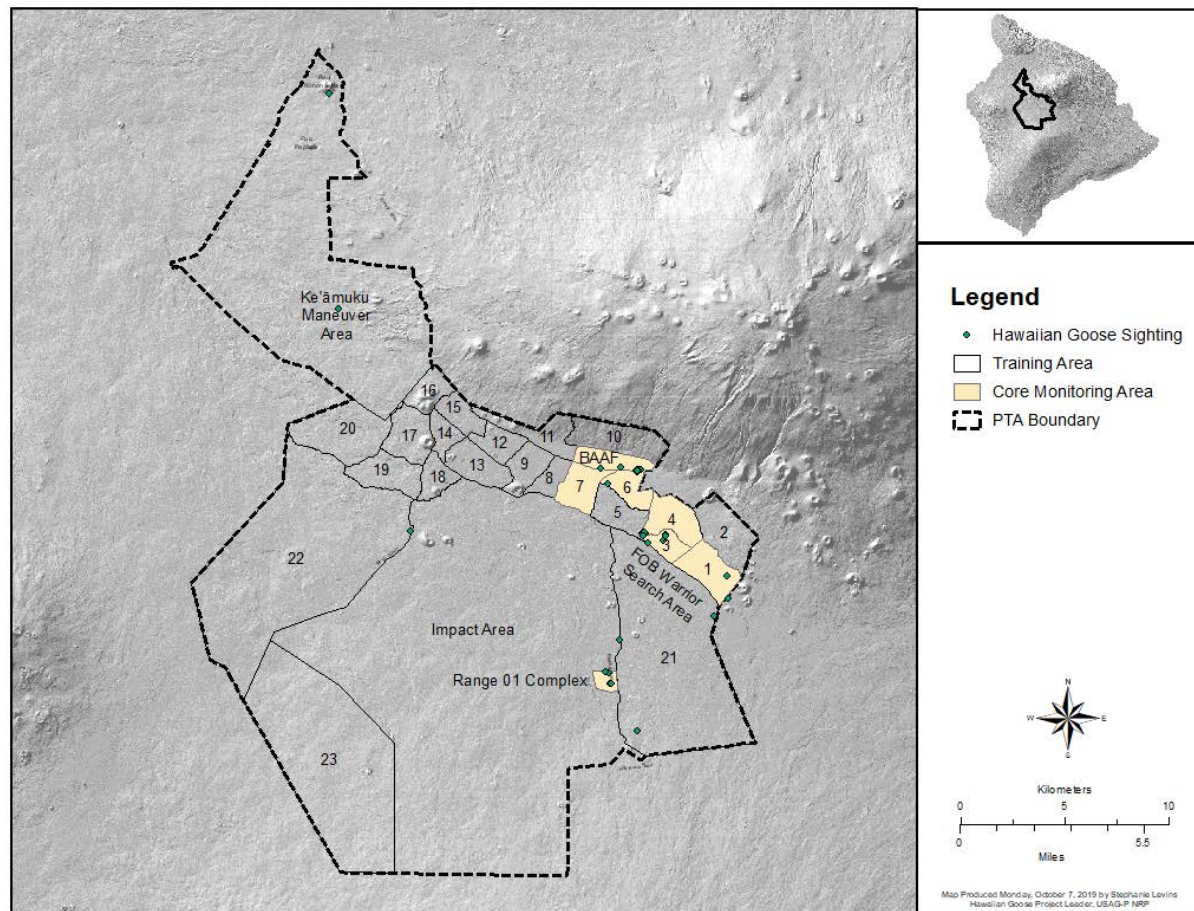 Puu
Puu
Ke'āmuku
Maneuver
Area
16
15
20
17
14
12
11
10
BAAF
19
18
13
9
8
7
6
5
4
2
3
1
FOB Warrior
Search Area
22
Impact Area
21
Range 01 Complex
23
Legend
Hawaiian Goose Sighting
Training Area
Core Monitoring Area
PTA Boundary
N
W
E
S
Kilometers
0
5
10
0
5.5
Miles
Map Produced Monday, October 7, 2019 by Stephanie Levins
Hawaiian Goose Project Leader, USAG-P NRP